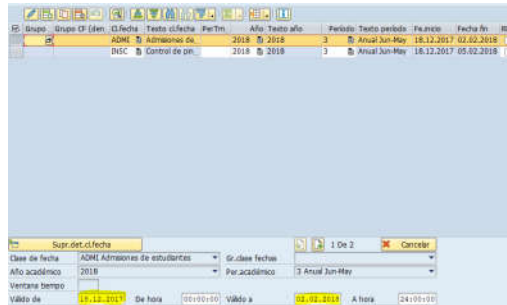 Grupo Grupo CF Iden Cl.fecha Texto cl.fecha PerTm Año Texto año Período Texto período Fe.inicio Fecha fin
ADMI Admisiones de_ 2018 2018 3 Anual Jun-May 18.12.2017 02.02.2018
INSC Control de pin_ 2018 2018 3 Anual Jun-May 18.12.2017 05.02.2018
Supr.det.cl.fecha 1 De 2 Cancelar
Clase de fecha ADMI Admisiones de estudiantes Gr.clase fechas
Año académico 2018 Per.académico 3 Anual Jun-May
Ventana tiempo
Válido de 18.12.2017 De hora 00:00:00 Válido a 02.02.2018 A hora 24:00:00